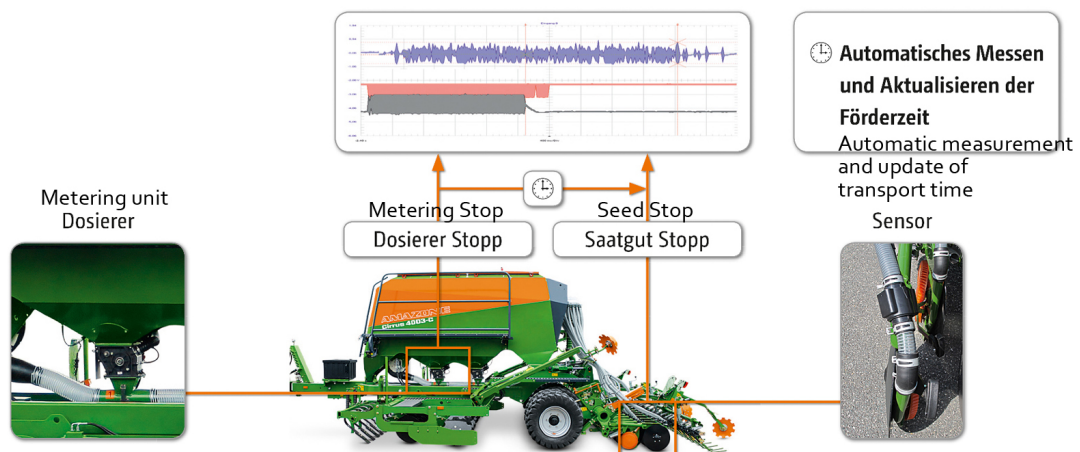 Automatisches Messen
und Aktualisieren der
Förderzeit
Automatic measurement
and update of
transport time
Metering unit
Dosierer
Metering Stop
Dosierer Stopp
Seed Stop
Saatgut Stopp
Sensor
AMAZONE
Cirrus 4003-C